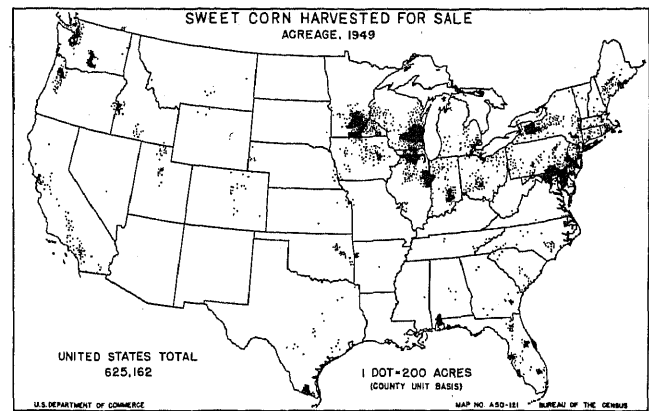 SWEET CORN HARVESTED FOR SALE
ACREAGE, 1949
UNITED STATES TOTAL
625,162
1 DOT=200 ACRES
(COUNTY UNIT BASIS)
U.S. DEPARTMENT OF COMMERCE
MAP NO. A50-121 BUREAU OF THE CENSUS